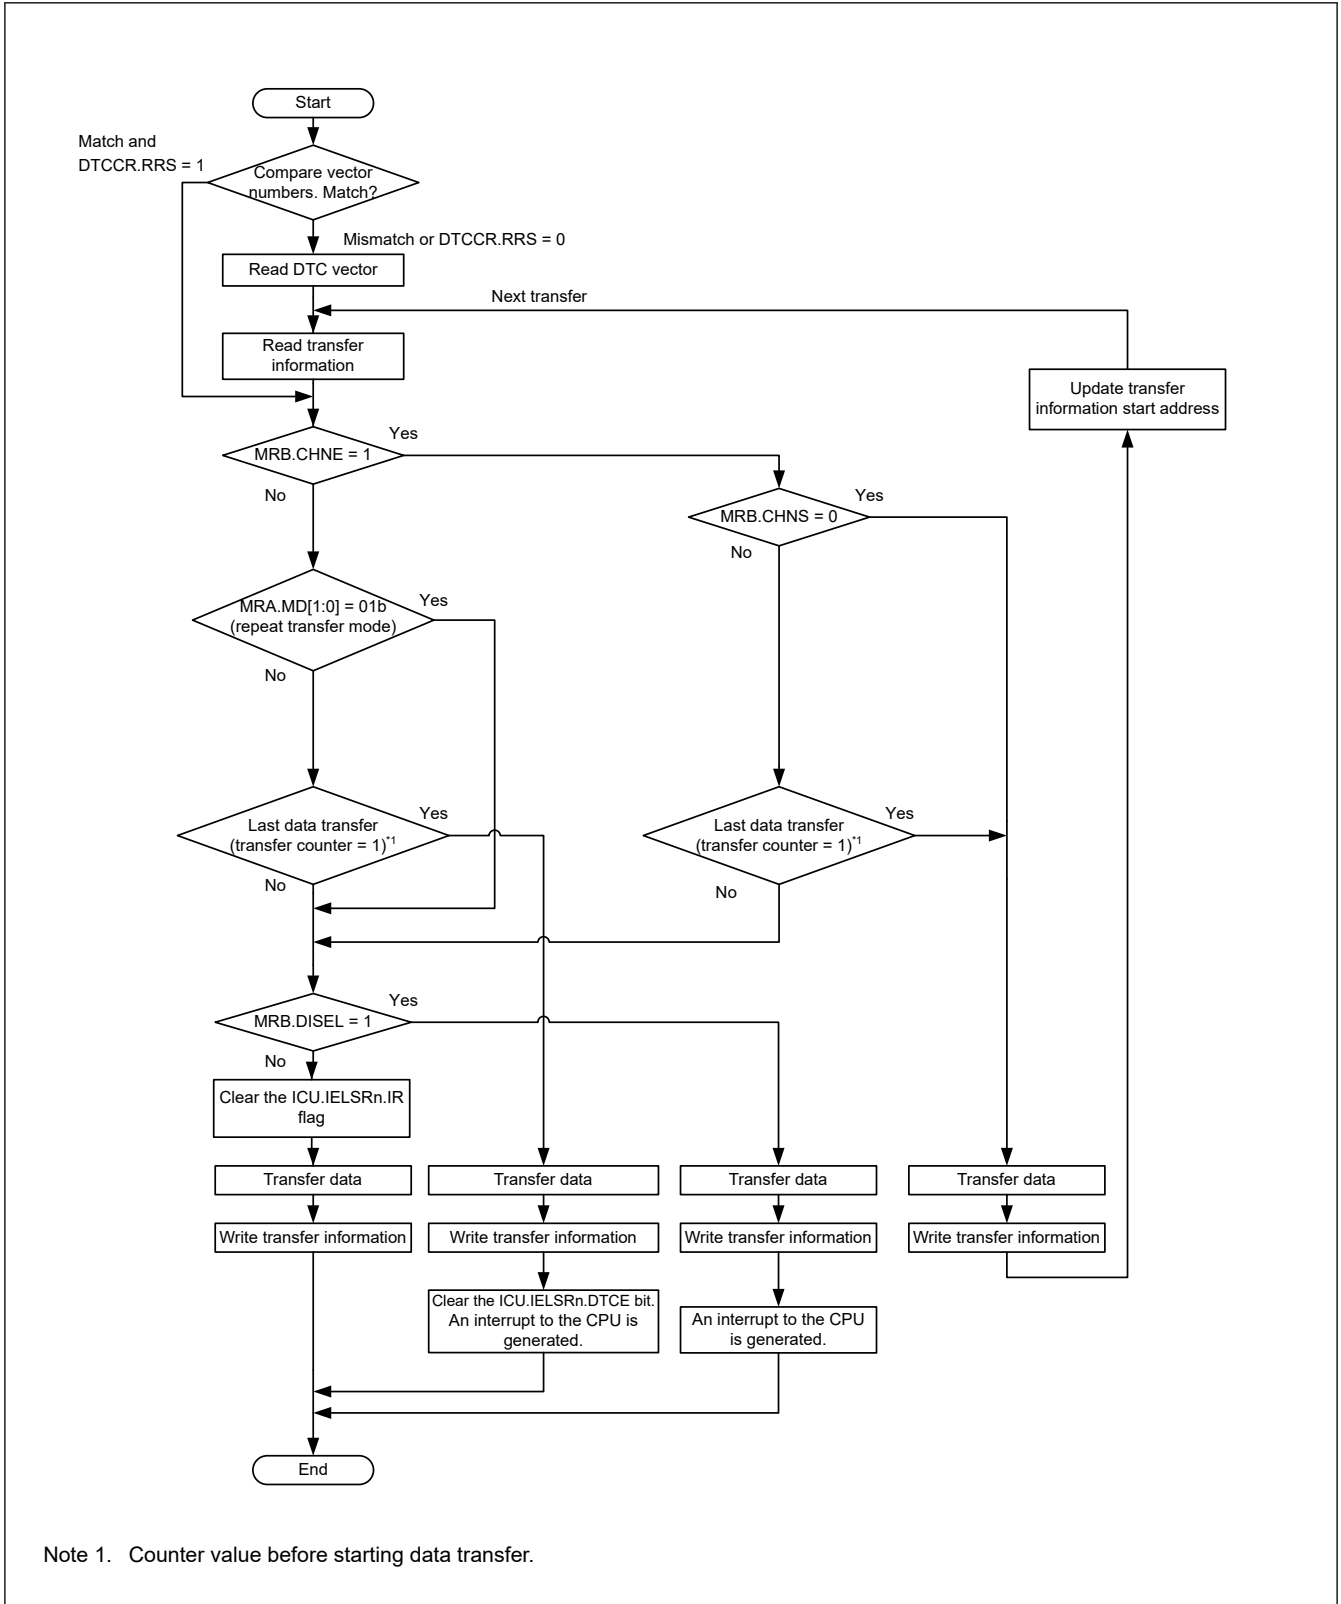 Start
Match and
DTCCR.RRS = 1
Compare vector
numbers. Match?
Mismatch or DTCCR.RRS = 0
Read DTC vector
Next transfer
Read transfer
information
Update transfer
information start address
Yes
MRB.CHNE = 1
No
Yes
MRB.CHNS = 0
No
MRA.MD[1:0] = 01b
(repeat transfer mode)
Yes
No
Last data transfer
(transfer counter = 1)*1
Yes
No
Last data transfer
(transfer counter = 1)*1
Yes
No
Yes
MRB.DISEL = 1
No
Clear the ICU.IELSRn.IR
flag
Transfer data
Transfer data
Transfer data
Transfer data
Write transfer information
Write transfer information
Write transfer information
Write transfer information
Clear the ICU.IELSRn.DTCE bit.
An interrupt to the CPU is
generated.
An interrupt to the CPU
is generated.
End
Note 1. Counter value before starting data transfer.